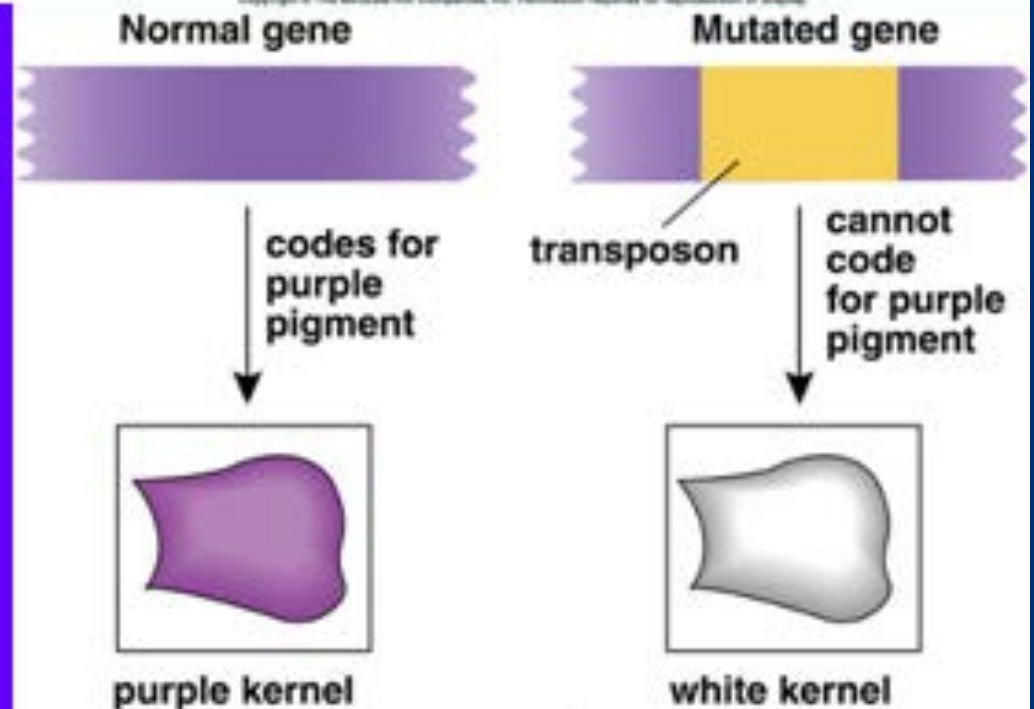 Normal gene
Mutated gene
codes for
purple
pigment
transposon
cannot
code
for purple
pigment
purple kernel
white kernel